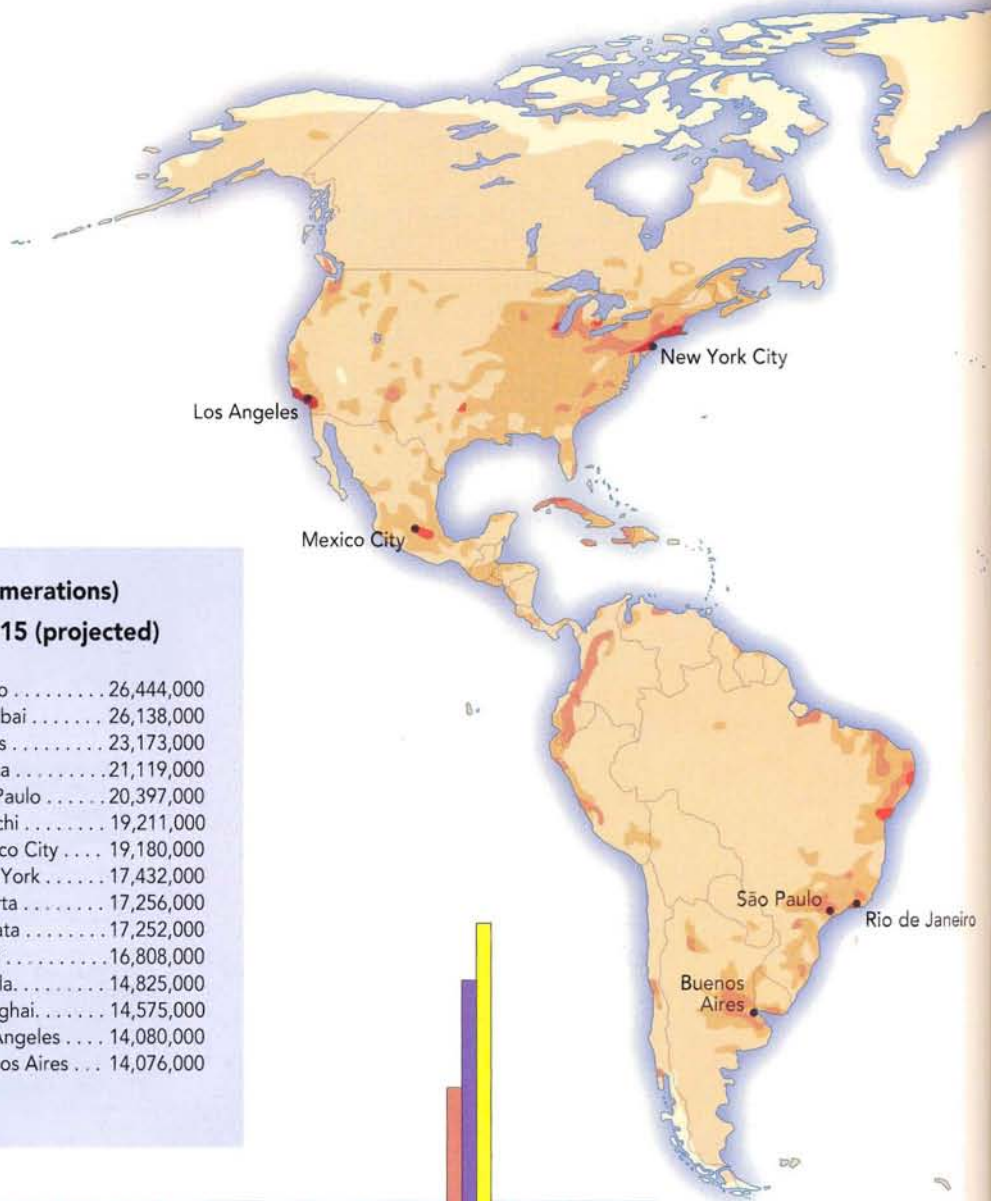 New York City
Los Angeles
Mexico City
merations)
15 (projected)
o . . . . . . . . . 26,444,000
bai . . . . . . . 26,138,000
s . . . . . . . . . 23,173,000
a . . . . . . . . .21,119,000
Paulo . . . . . .20,397,000
chi . . . . . . . . 19,211,000
co City . . . . 19,180,000
York . . . . . . 17,432,000
rta . . . . . . . . 17,256,000
ata . . . . . . . 17,252,000
. . . . . . . . . .16,808,000
la. . . . . . . . . 14,825,000
ghai. . . . . . . 14,575,000
Angeles . . . . 14,080,000
os Aires . . . 14,076,000
São Paulo
Rio de Janeiro
Buenos
Aires